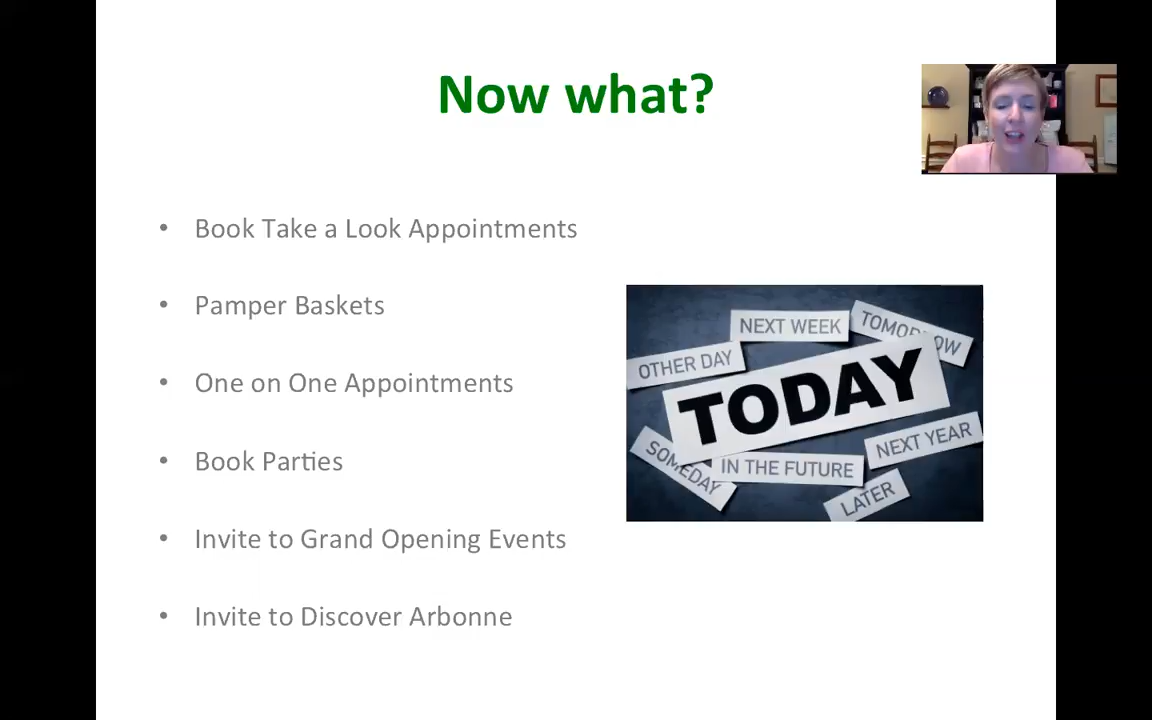 Now what?
• Book Take a Look Appointments
• Pamper Baskets
• One on One Appointments
• Book Parties
• Invite to Grand Opening Events
• Invite to Discover Arbonne
NEXT WEEK
TOMORROW
OTHER DAY
TODAY
SOMEDAY
IN THE FUTURE
NEXT YEAR
LATER